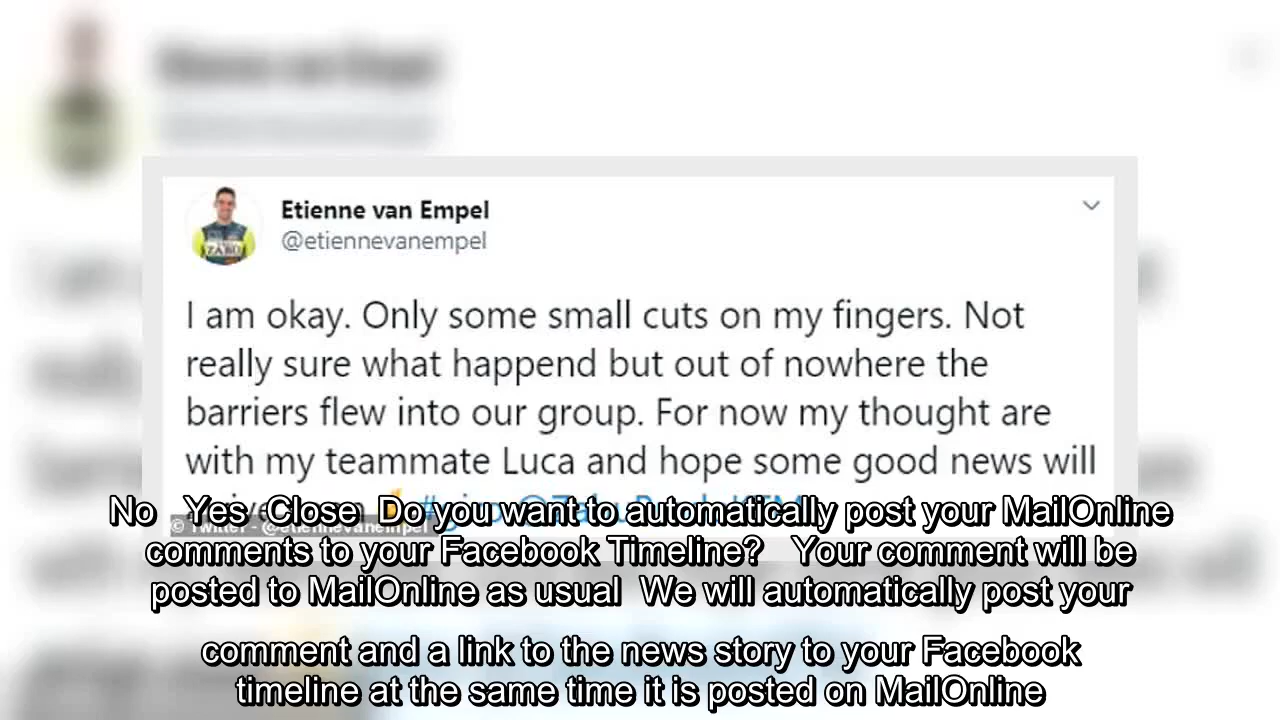 Etienne van Empel
@etiennevanempel
ZABÙ
I am okay. Only some small cuts on my fingers. Not
really sure what happend but out of nowhere the
barriers flew into our group. For now my thought are
with my teammate Luca and hope some good news will
© Twitter - @etiennevanempel
No Yes Close Do you want to automatically post your MailOnline
comments to your Facebook Timeline? Your comment will be
posted to MailOnline as usual We will automatically post your
comment and a link to the news story to your Facebook
timeline at the same time it is posted on MailOnline